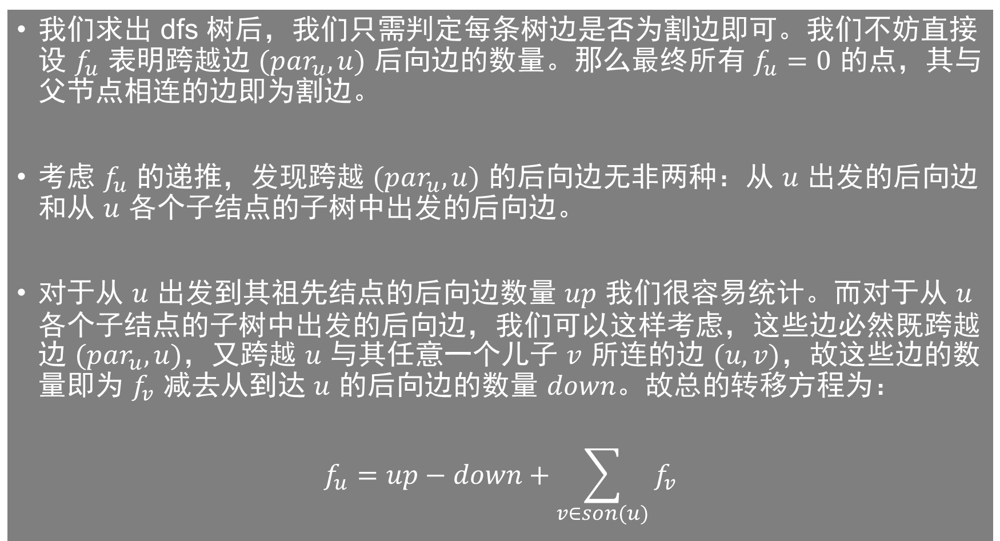 • 我们求出 dfs 树后，我们只需判定每条树边是否为割边即可。我们不妨直接
设 f_u 表明跨越边 (par_u, u) 后向边的数量。那么最终所有 f_u = 0 的点，其与
父节点相连的边即为割边。
• 考虑 f_u 的递推，发现跨越 (par_u, u) 的后向边无非两种：从 u 出发的后向边
和从 u 各个子结点的子树中出发的后向边。
• 对于从 u 出发到其祖先结点的后向边数量 up 我们很容易统计。而对于从 u
各个子结点的子树中出发的后向边，我们可以这样考虑，这些边必然既跨越
边 (par_u, u)，又跨越 u 与其任意一个儿子 v 所连的边 (u, v)，故这些边的数
量即为 f_v 减去从到达 u 的后向边的数量 down。故总的转移方程为：
f_u = up − down + ∑_{v∈son(u)} f_v